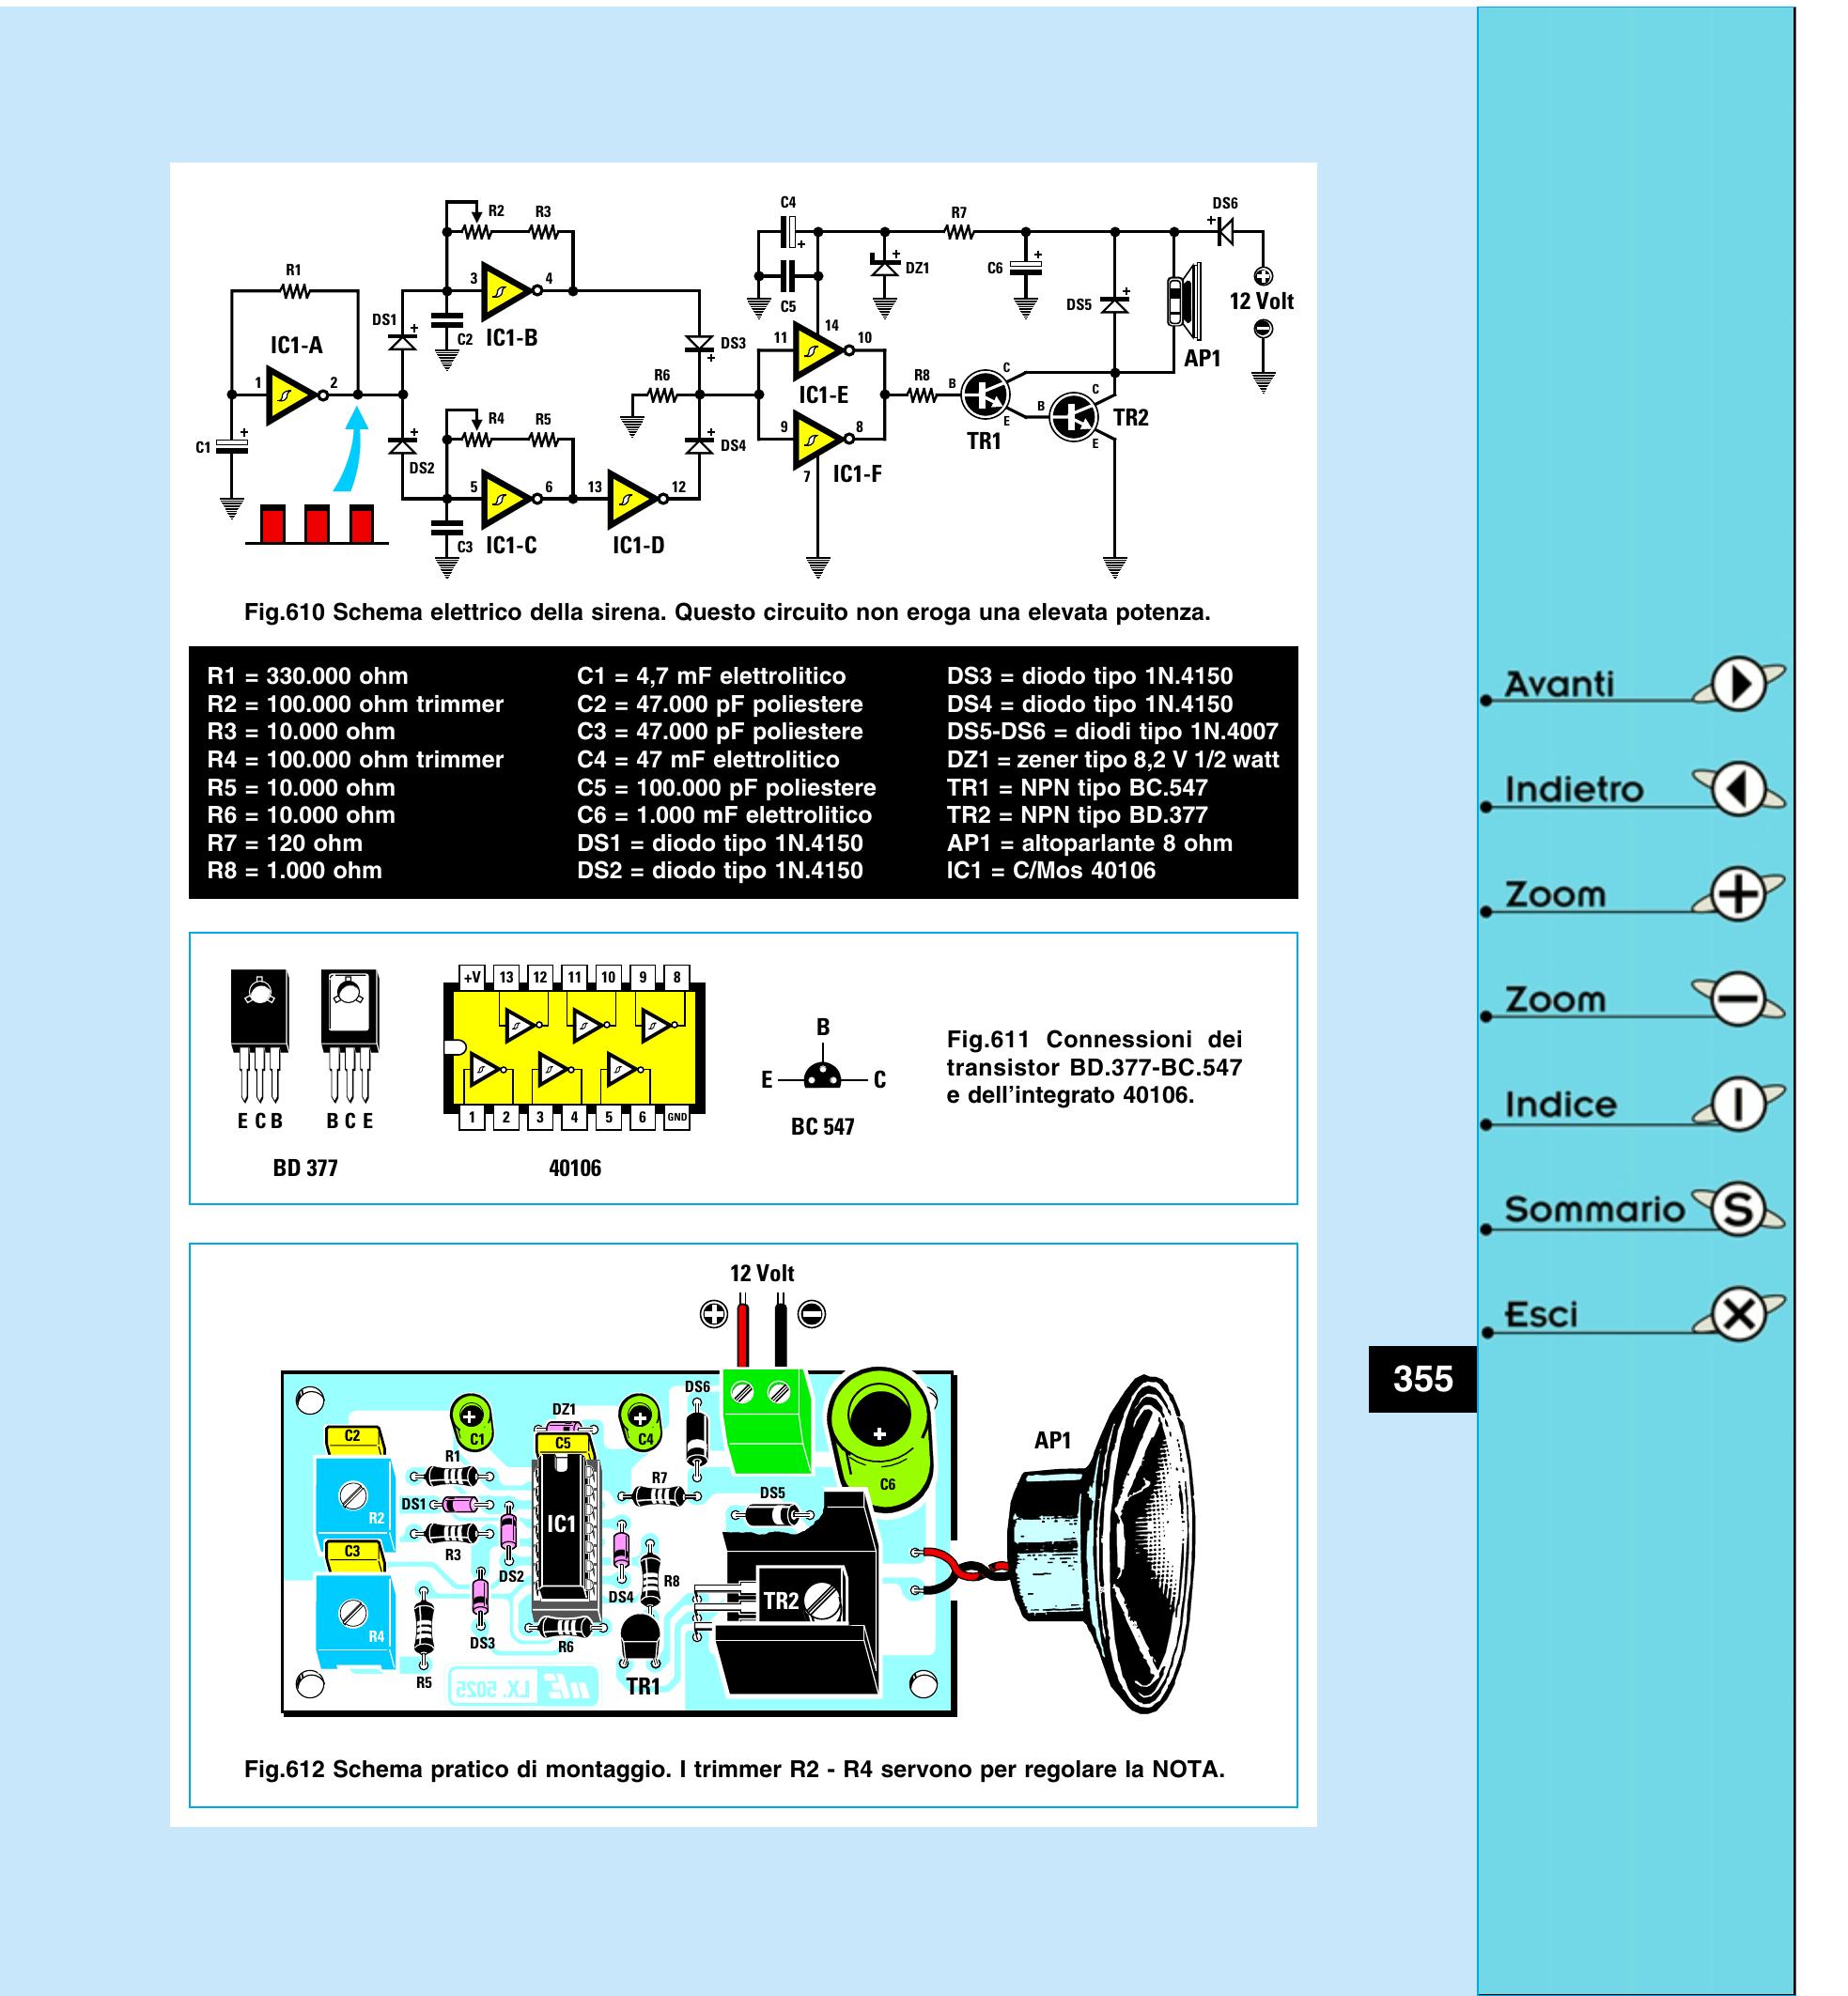 R2 R3 C4 R7 DS6
R1 3 4 C5 DZ1 C6 12 Volt
DS1 C2 IC1-B 14 DS5
IC1-A 11 10 AP1
DS3
1 2 R6 IC1-E R8 B C
R4 R5 9 8 E B C TR2
C1 DS2 DS4 TR1 E
5 6 13 12 7 IC1-F
C3 IC1-C IC1-D
Fig.610 Schema elettrico della sirena. Questo circuito non eroga una elevata potenza.
R1 = 330.000 ohm
R2 = 100.000 ohm trimmer
R3 = 10.000 ohm
R4 = 100.000 ohm trimmer
R5 = 10.000 ohm
R6 = 10.000 ohm
R7 = 120 ohm
R8 = 1.000 ohm
C1 = 4,7 mF elettrolitico
C2 = 47.000 pF poliestere
C3 = 47.000 pF poliestere
C4 = 47 mF elettrolitico
C5 = 100.000 pF poliestere
C6 = 1.000 mF elettrolitico
DS1 = diodo tipo 1N.4150
DS2 = diodo tipo 1N.4150
DS3 = diodo tipo 1N.4150
DS4 = diodo tipo 1N.4150
DS5-DS6 = diodi tipo 1N.4007
DZ1 = zener tipo 8,2 V 1/2 watt
TR1 = NPN tipo BC.547
TR2 = NPN tipo BD.377
AP1 = altoparlante 8 ohm
IC1 = C/Mos 40106
E C B B C E
BD 377
+V 13 12 11 10 9 8
1 2 3 4 5 6 GND
40106
B
E C
BC 547
Fig.611 Connessioni dei
transistor BD.377-BC.547
e dell'integrato 40106.
12 Volt
DS6
C2 C1 DZ1 C5 C4 C6 AP1
R1 R7 DS5
R2 DS1 IC1
R3
C3 DS2 DS4 R8 TR2
R4 DS3 R6
R5 LX. 5025 TR1
Fig.612 Schema pratico di montaggio. I trimmer R2 - R4 servono per regolare la NOTA.
Avanti
Indietro
Zoom
Zoom
Indice
Sommario S
Esci
355